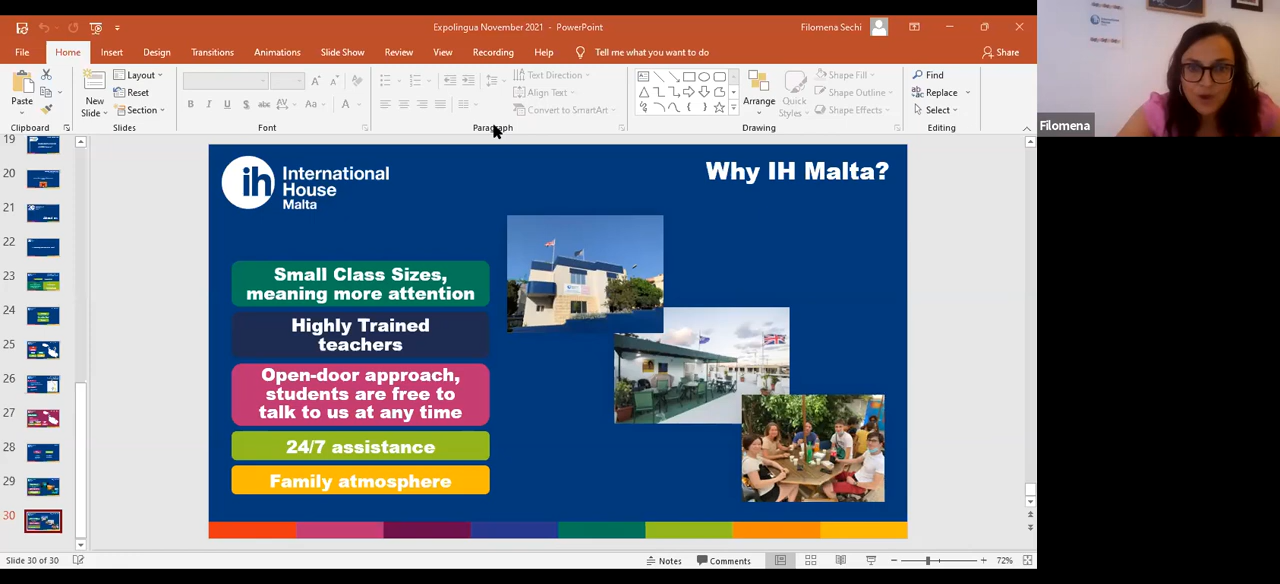 Expolingua November 2021 - PowerPoint
Filomena Sechi
File Home Insert Design Transitions Animations Slide Show Review View Recording Help Tell me what you want to do Share
Paste
Clipboard
New Slide
Layout
Reset
Section
Slides
Aa
Font
Text Direction
Align Text
Convert to SmartArt
Paragraph
Arrange
Quick Styles
Shape Fill
Shape Outline
Shape Effects
Drawing
Find
Replace
Select
Editing
Filomena
19
20
21
22
23
24
25
26
27
28
29
30
ih
International
House
Malta
Why IH Malta?
Small Class Sizes,
meaning more attention
Highly Trained
teachers
Open-door approach,
students are free to
talk to us at any time
24/7 assistance
Family atmosphere
Slide 30 of 30
Notes
Comments
72%